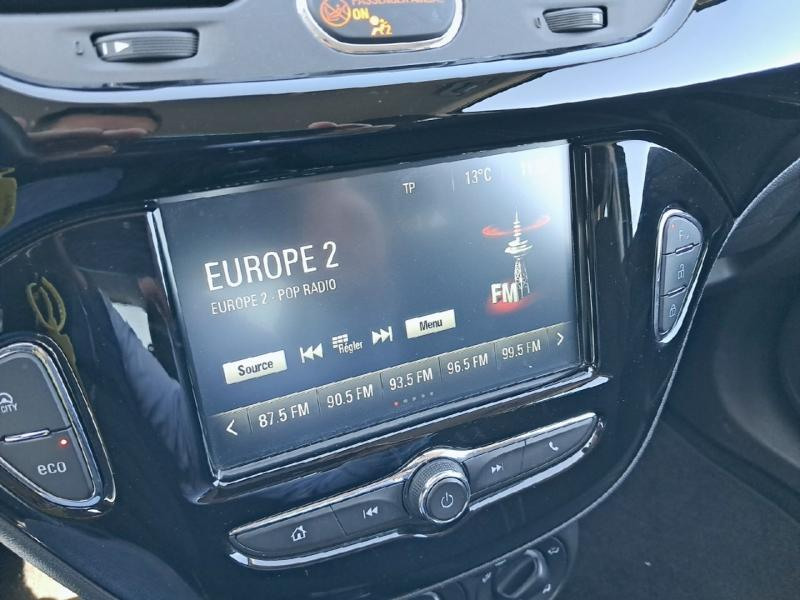 ON
TP 13°C
EUROPE 2
EUROPE 2 - POP RADIO
FM
Source
Régler
Menu
87.5 FM 90.5 FM 93.5 FM 96.5 FM 99.5 FM
CITY
eco